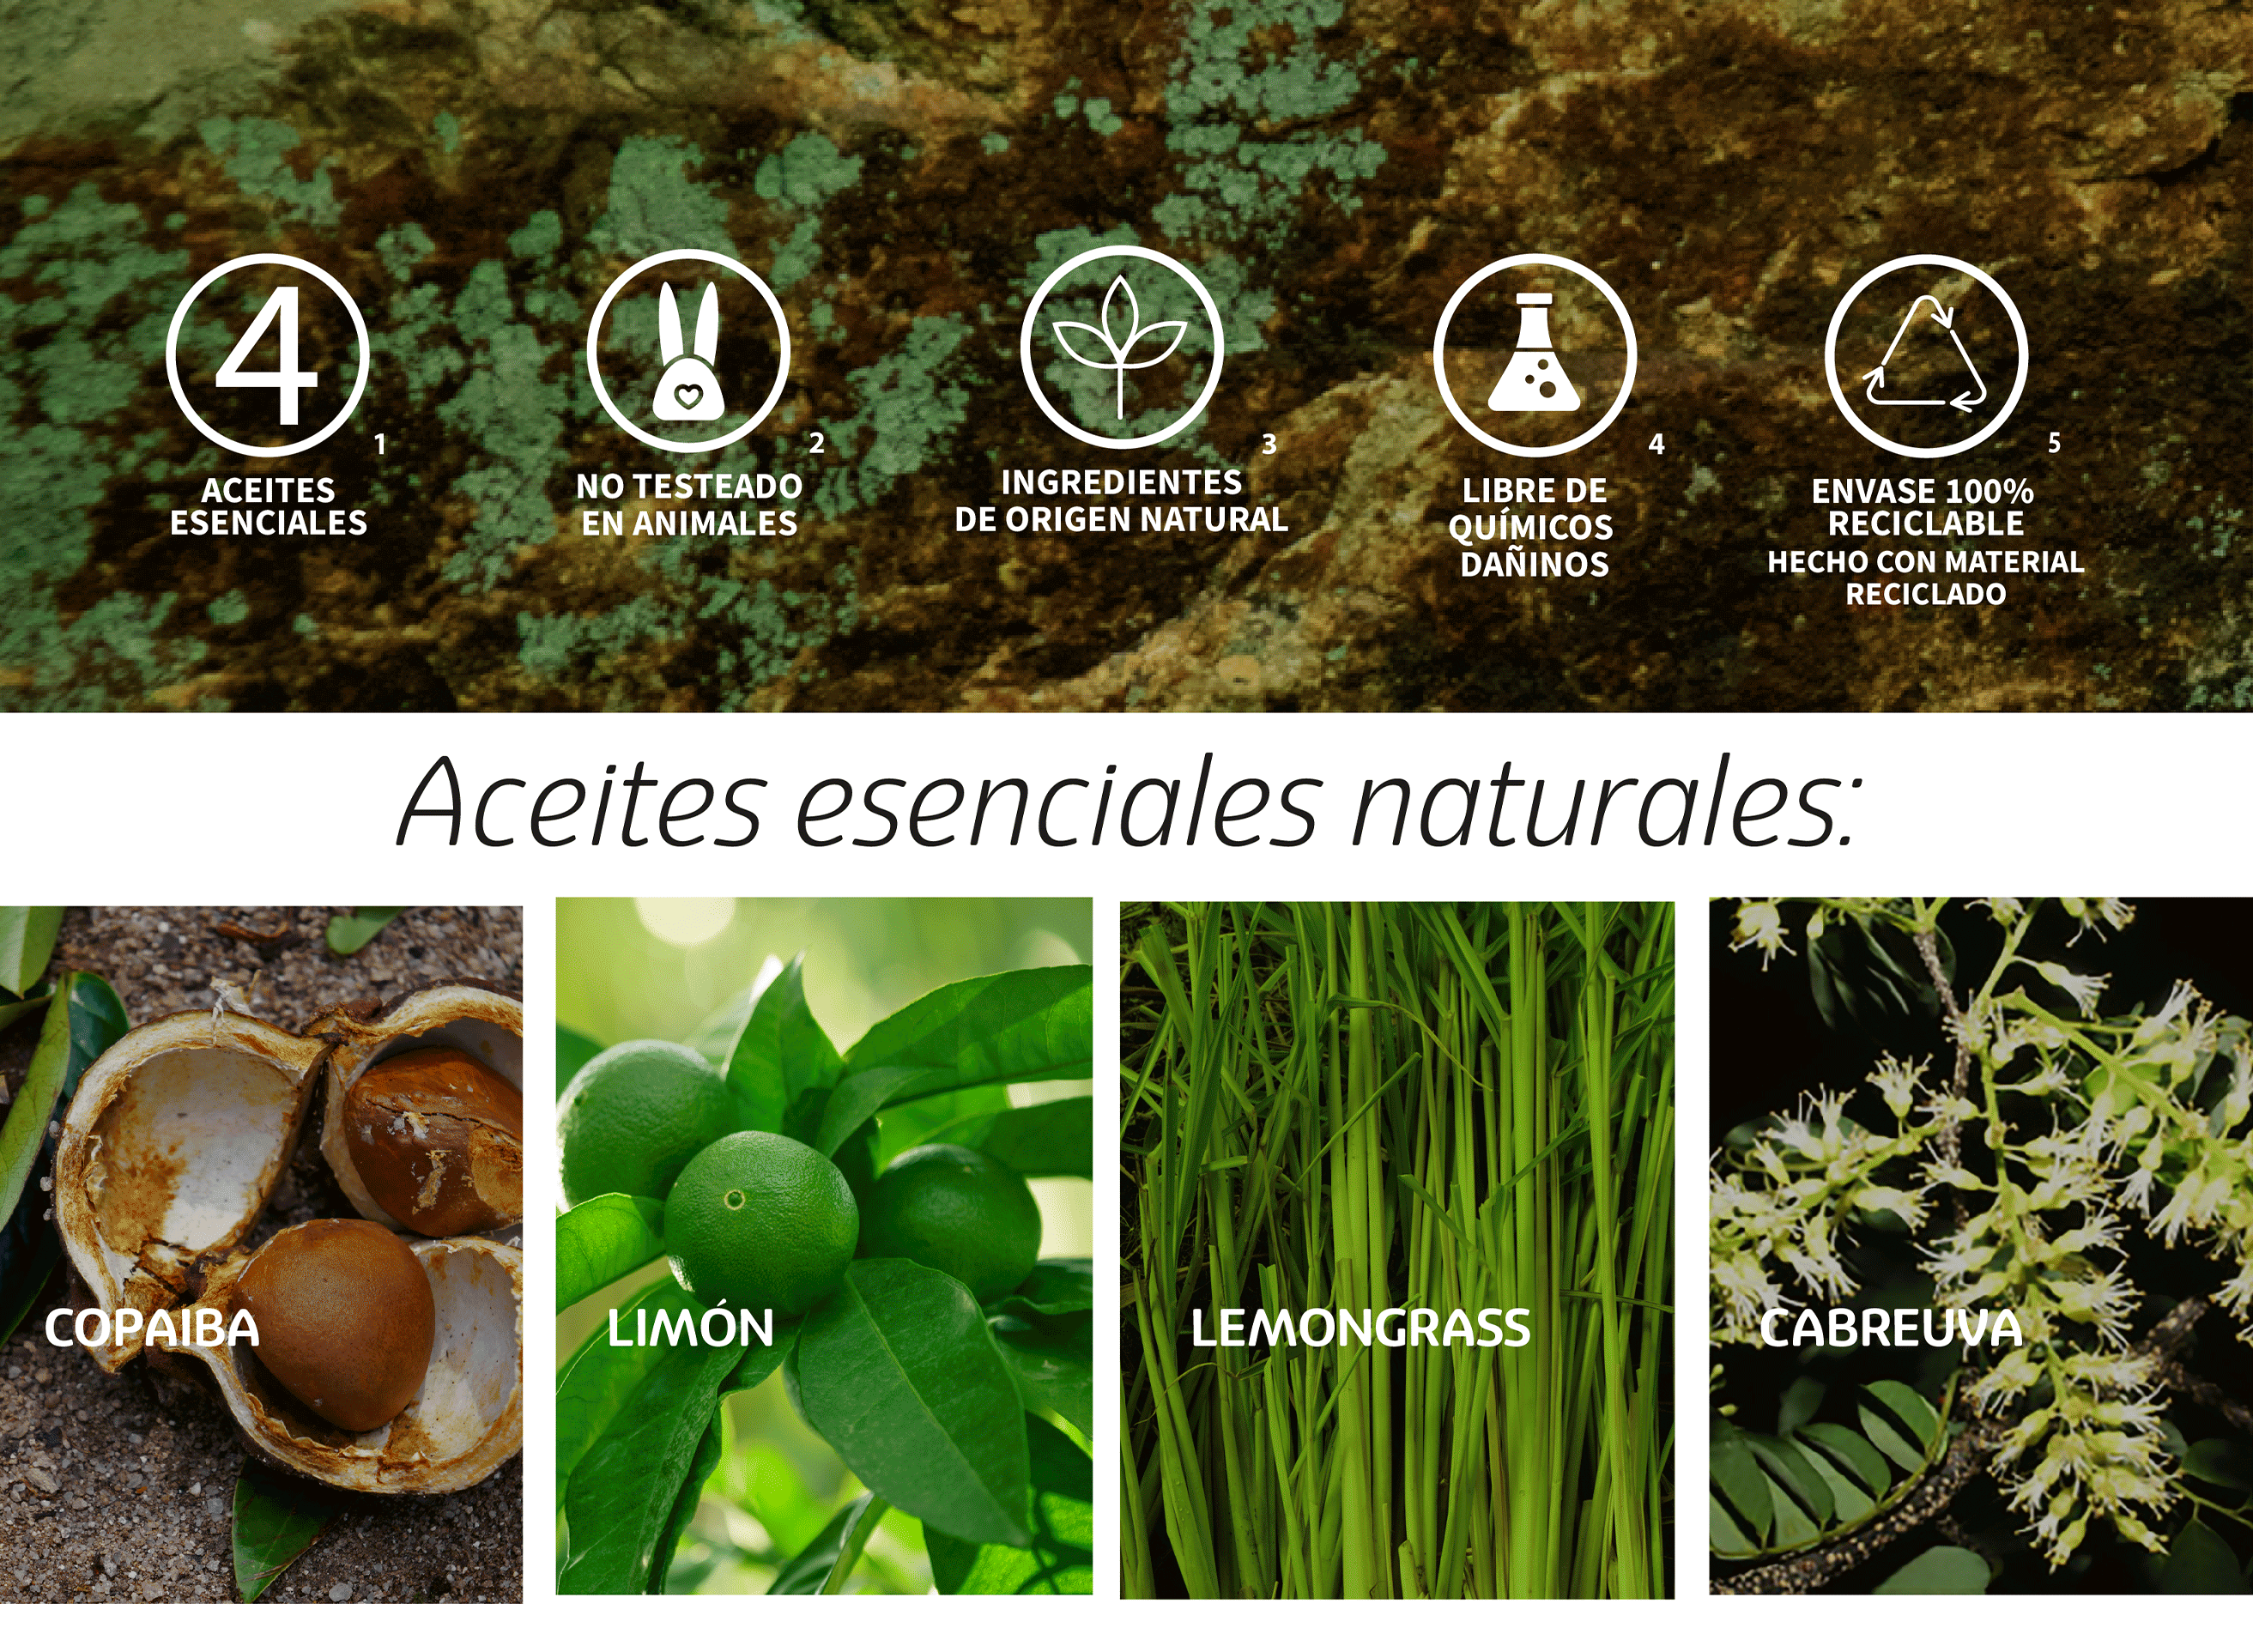 4
1
ACEITES
ESENCIALES
2
NO TESTEADO
EN ANIMALES
3
INGREDIENTES
DE ORIGEN NATURAL
4
LIBRE DE
QUÍMICOS
DAÑINOS
5
ENVASE 100%
RECICLABLE
HECHO CON MATERIAL
RECICLADO
Aceites esenciales naturales:
COPAIBA
LIMÓN
LEMONGRASS
CABREUVA